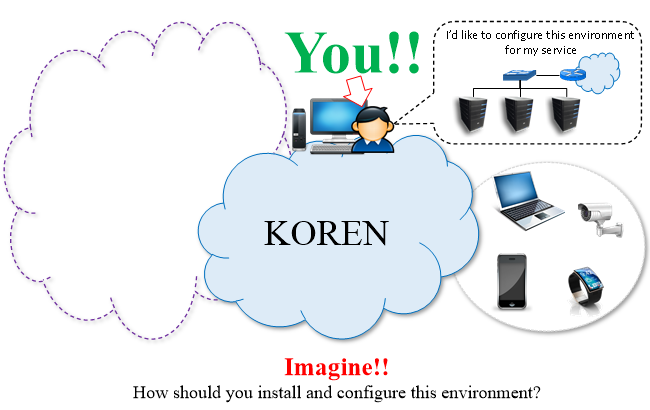 You!!
I'd like to configure this environment
for my service
KOREN
Imagine!!
How should you install and configure this environment?